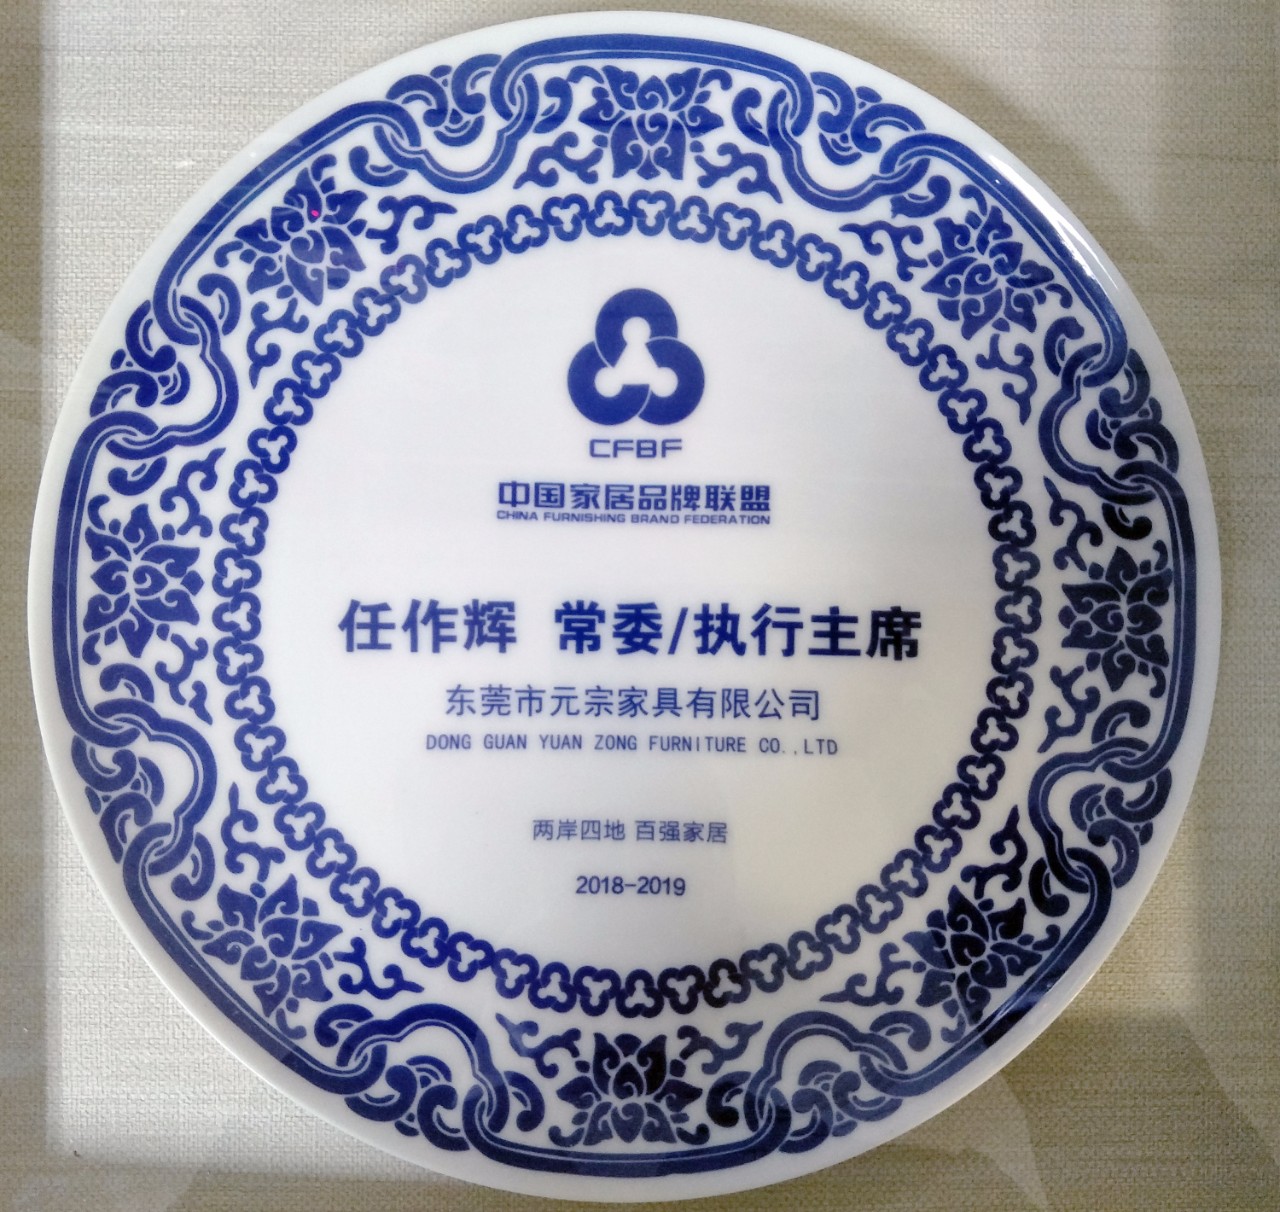 CFBF
中国家居品牌联盟
CHINA FURNISHING BRAND FEDERATION
任作辉 常委/执行主席
东莞市元宗家具有限公司
DONG GUAN YUAN ZONG FURNITURE CO.,LTD
两岸四地 百强家居
2018-2019